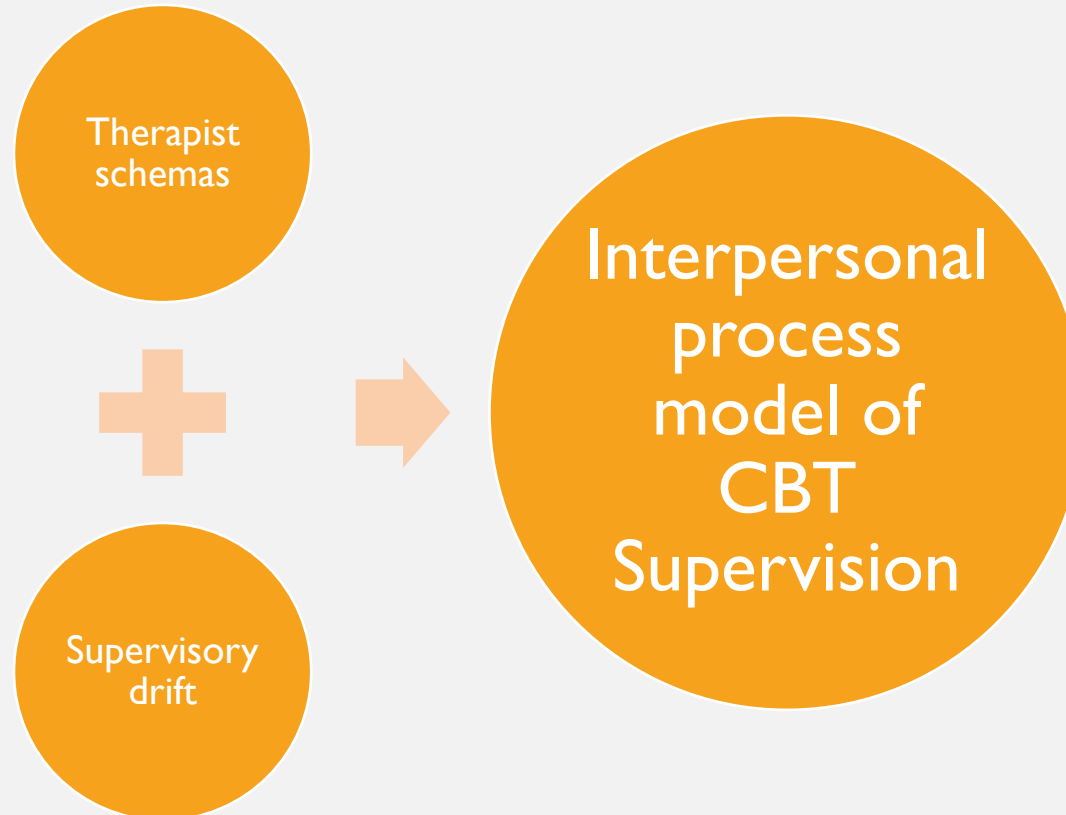 Therapist
schemas
Supervisory
drift
Interpersonal
process
model of
CBT
Supervision